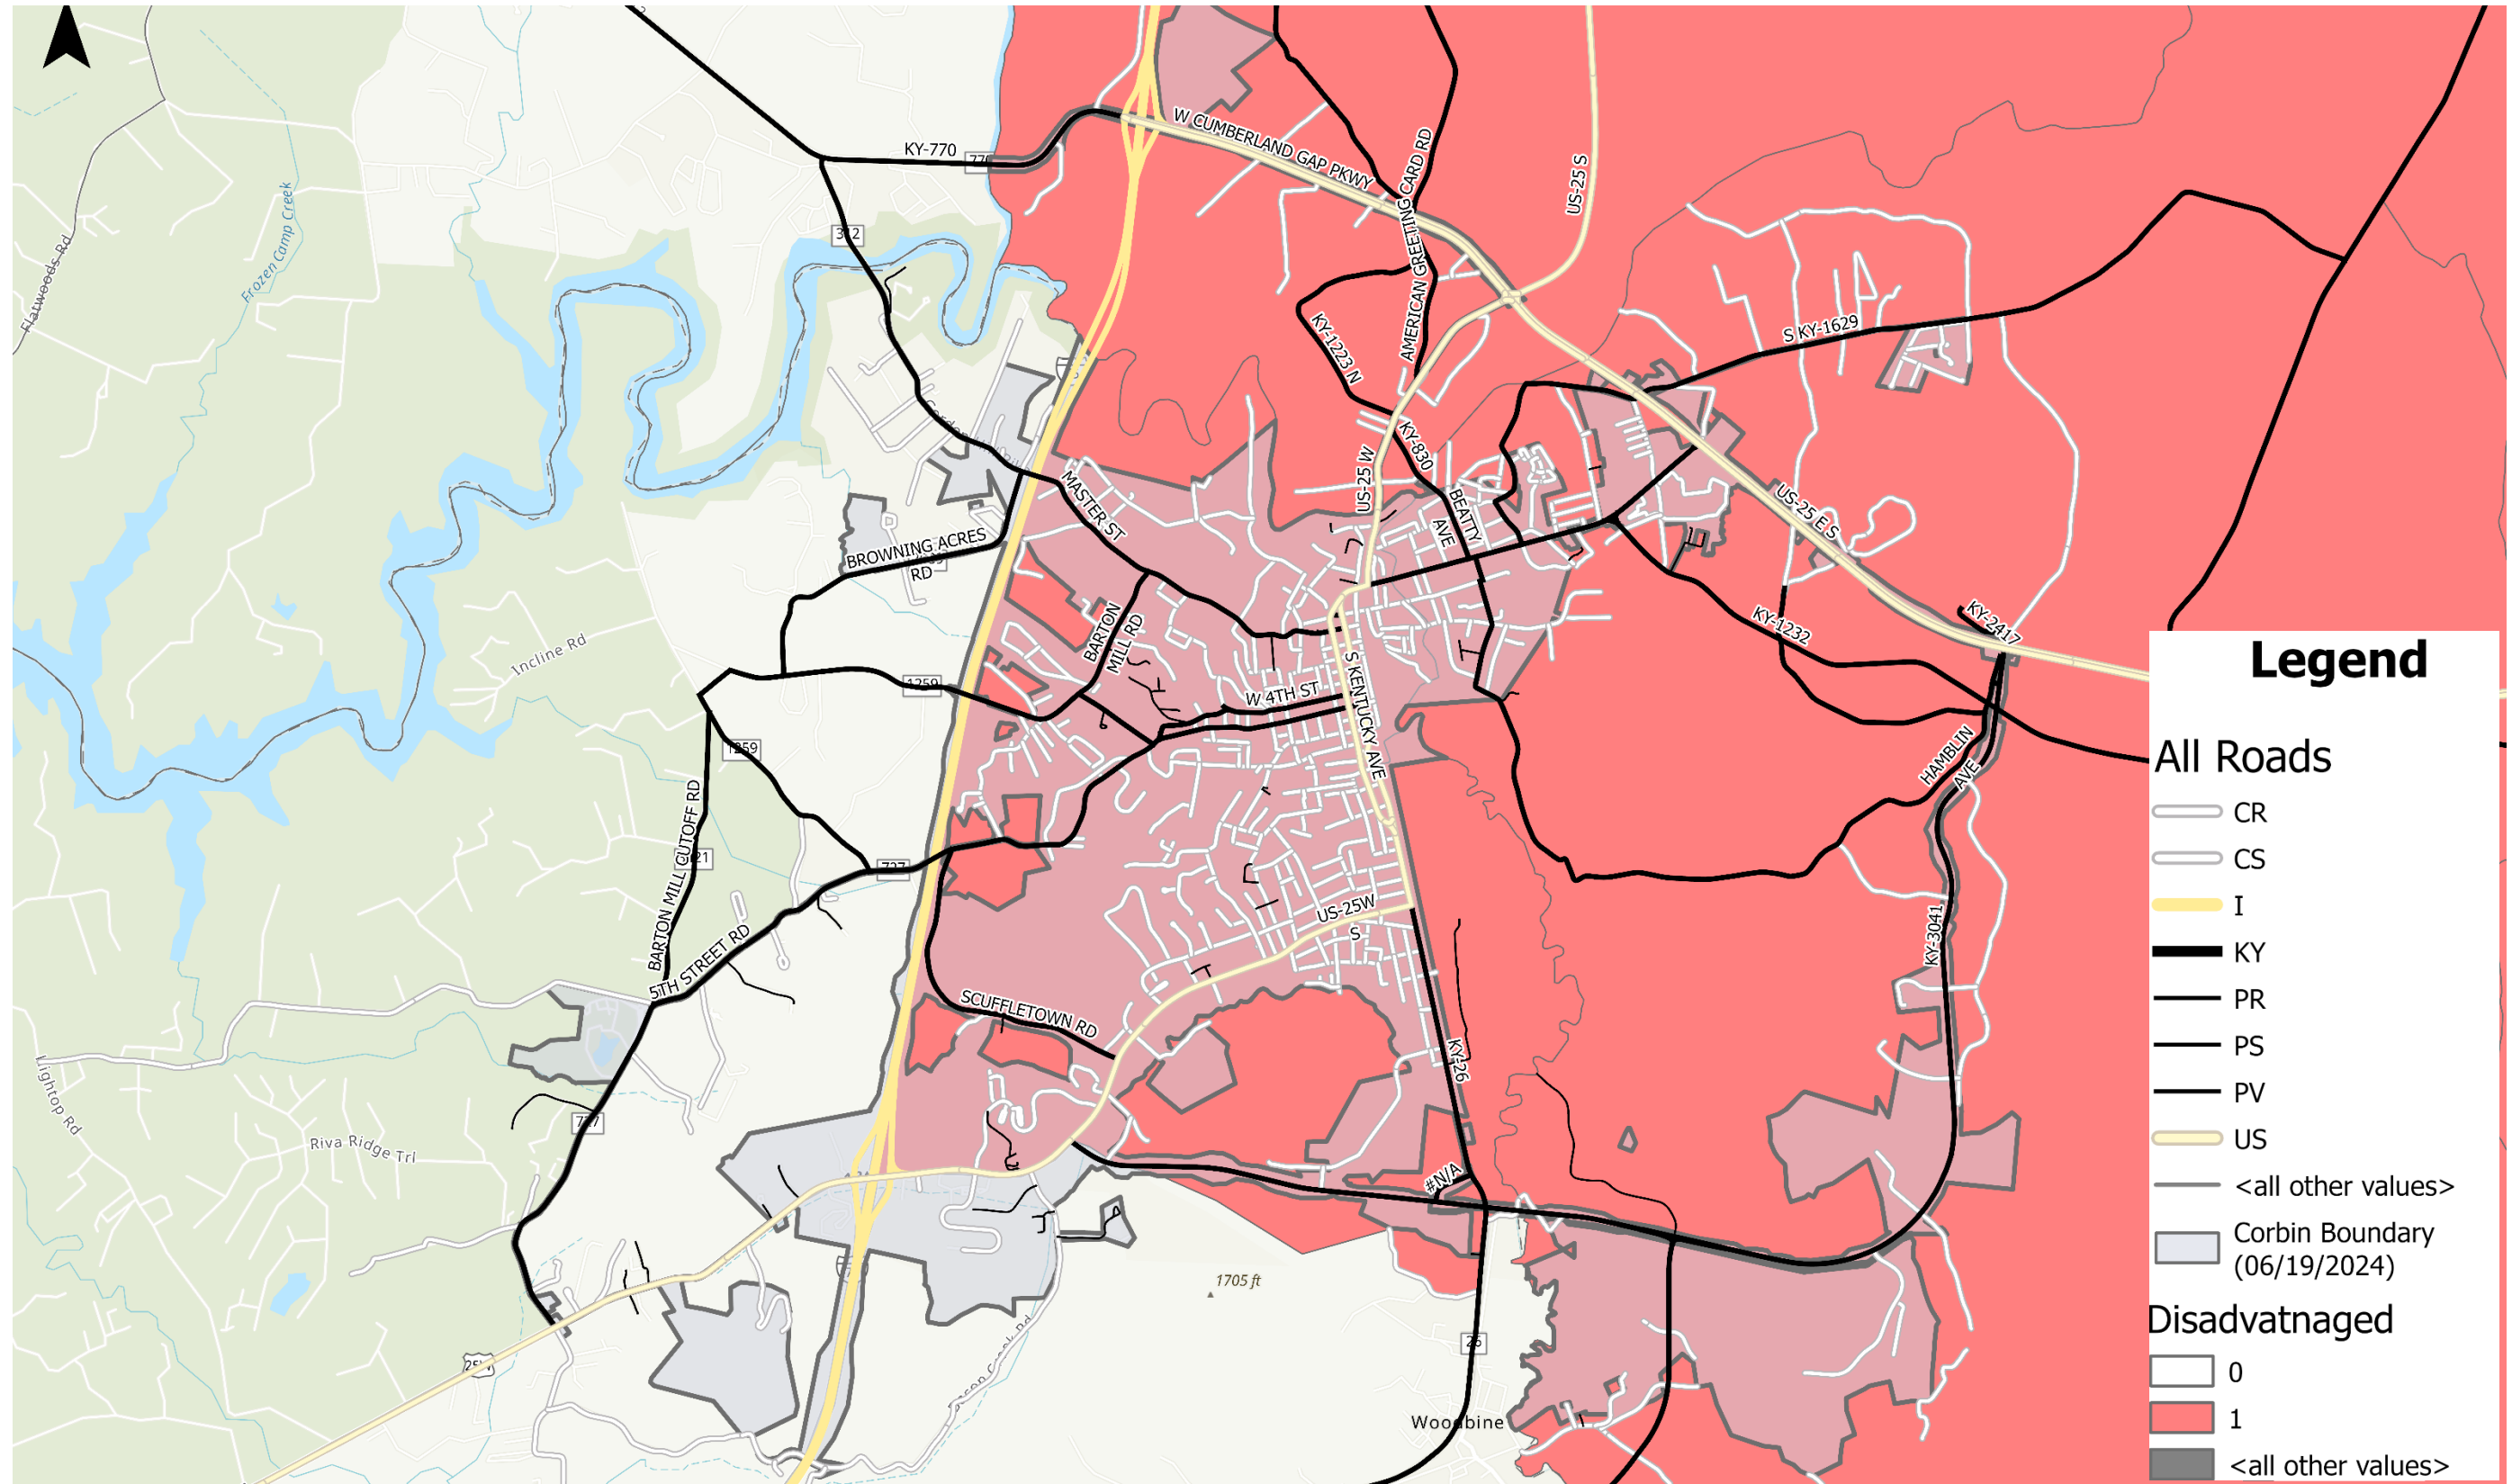 KY-770
312
W CUMBERLAND GAP PKWY
AMERICAN GREETING CARD RD
US-25 S
Frozen Camp Creek
Flatwoods Rd
KY-1223 N
S KY-1629
KY-830
US-25 W
BEATTY
AVE
MASTER ST
US-25 E S
BROWNING ACRES
RD
BARTON
MILL RD
KY-1232
KY-2417
Incline Rd
1259
W 4TH ST
S KENTUCKY AVE
1259
HAMBLIN
AVE
BARTON MILL CUTOFF RD
727
US-25W
S
KY-3041
5TH STREET RD
SCUFFLETOWN RD
KY-26
Lightop Rd
727
Riva Ridge Trl
#N/A
1705 ft
26
25W
Woodbine
Legend
All Roads
CR
CS
I
KY
PR
PS
PV
US
<all other values>
Corbin Boundary
(06/19/2024)
Disadvatnaged
0
1
<all other values>